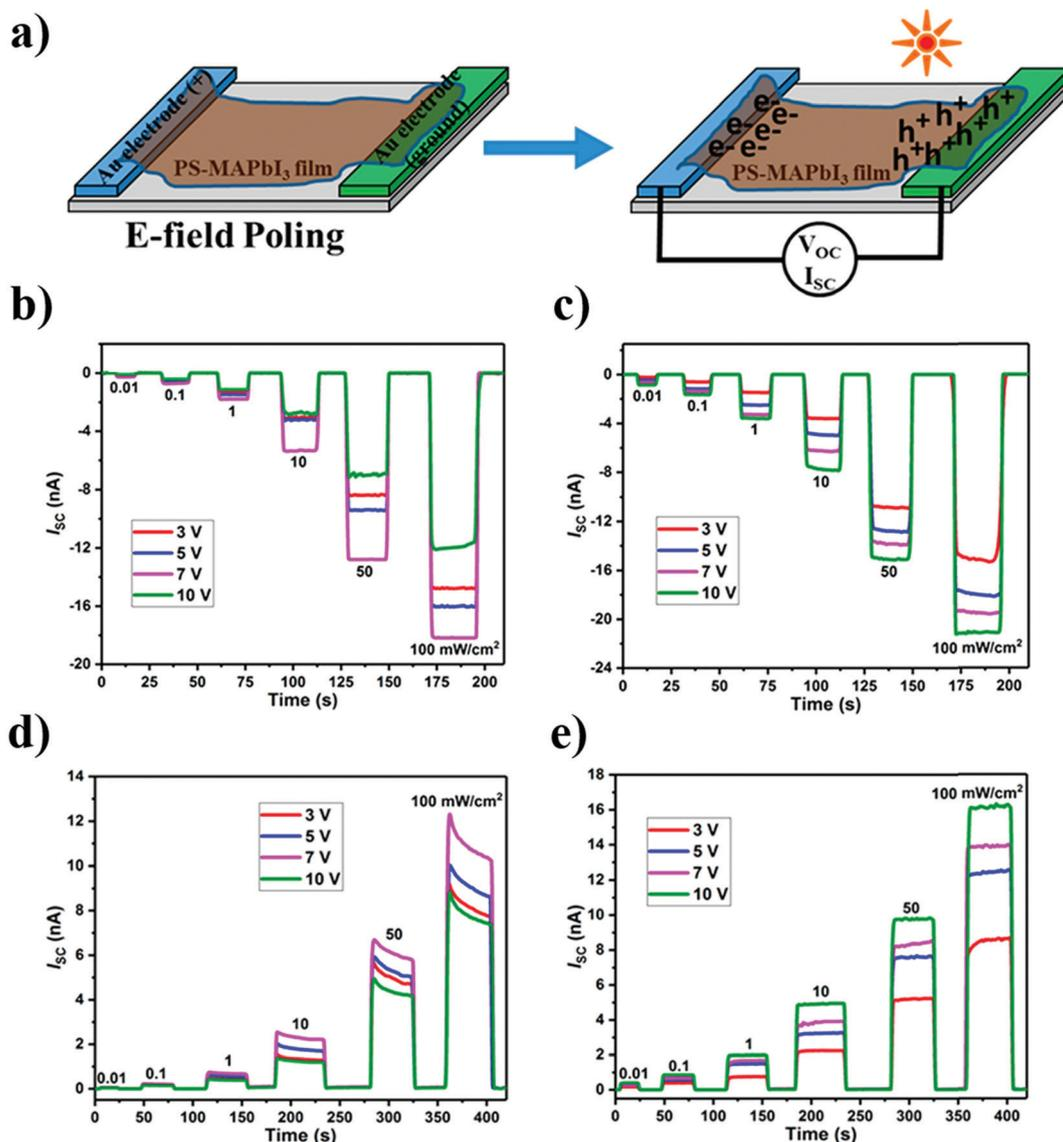 a)
Au electrode (+
PS-MAPbI₃ film
Au electrode
(ground)
E-field Poling
e- e- e- e- e- e-
h⁺ h⁺ h⁺ h⁺ h⁺ h⁺ h⁺
PS-MAPbI₃ film
V_OC
I_SC
b)
0
-4
-8
-12
-16
-20
I_SC (nA)
0.01
0.1
1
10
50
100 mW/cm²
3 V
5 V
7 V
10 V
0 25 50 75 100 125 150 175 200
Time (s)
c)
0
-4
-8
-12
-16
-20
-24
I_SC (nA)
0.01
0.1
1
10
50
100 mW/cm²
3 V
5 V
7 V
10 V
0 25 50 75 100 125 150 175 200
Time (s)
d)
14
12
10
8
6
4
2
0
I_SC (nA)
100 mW/cm²
3 V
5 V
7 V
10 V
50
10
1
0.1
0.01
0 50 100 150 200 250 300 350 400
Time (s)
e)
18
16
14
12
10
8
6
4
2
0
I_SC (nA)
100 mW/cm²
3 V
5 V
7 V
10 V
50
10
1
0.1
0.01
0 50 100 150 200 250 300 350 400
Time (s)